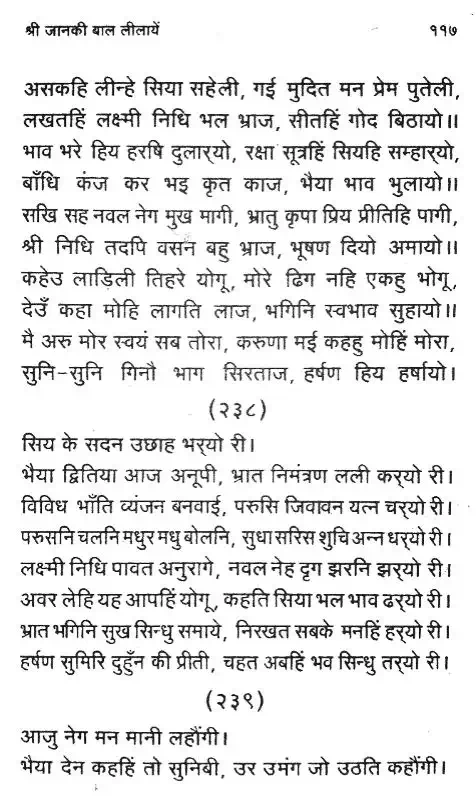 श्री जानकी बाल लीलायें ११७
असकहि लीन्हे सिया सहेली, गई मुदित मन प्रेम पुतेली,
लखतहिं लक्ष्मी निधि भल भ्राज, सीतहिं गोद बिठायो॥
भाव भरे हिय हरषि दुलार्‌यो, रक्षा सूत्रहिं सियहि सम्हार्‌यो,
बाँधि कंज कर भइ कृत काज, भैया भाव भुलायो॥
सखि सह नवल नेग मुख मागी, भ्रातु कृपा प्रिय प्रीतिहि पागी,
श्री निधि तदपि वसन बहु भ्राज, भूषण दियो अमायो॥
कहेउ लाड़िली तिहरे योगू, मोरे ढिग नहि एकहु भोगू,
देउँ कहा मोहि लागति लाज, भगिनि स्वभाव सुहायो॥
मै अरु मोर स्वयं सब तोरा, करुणा मई कहहु मोहिं मोरा,
सुनि-सुनि गिनौ भाग सिरताज, हर्षण हिय हर्षायो।
(२३८)
सिय के सदन उछाह भर्‌यो री।
भैया द्वितिया आज अनूपी, भ्रात निमंत्रण लली कर्‌यो री।
विविध भाँति व्यंजन बनवाई, परुसि जिवावन यत्न चर्‌यो री।
परुसनि चलनि मधुर मधु बोलनि, सुधा सरिस शुचि अन्न धर्‌यो री।
लक्ष्मी निधि पावत अनुरागे, नवल नेह दृग झरनि झर्‌यो री।
अवर लेहि यह आपहिं योगू, कहति सिया भल भाव ढर्‌यो री।
भ्रात भगिनि सुख सिन्धु समाये, निरखत सबके मनहिं हर्‌यो री।
हर्षण सुमिरि दुहुँन की प्रीती, चहत अबहिं भव सिन्धु तर्‌यो री।
(२३९)
आजु नेग मन मानी लहौंगी।
भैया देन कहहिं तो सुनिबी, उर उमंग जो उठति कहौंगी।